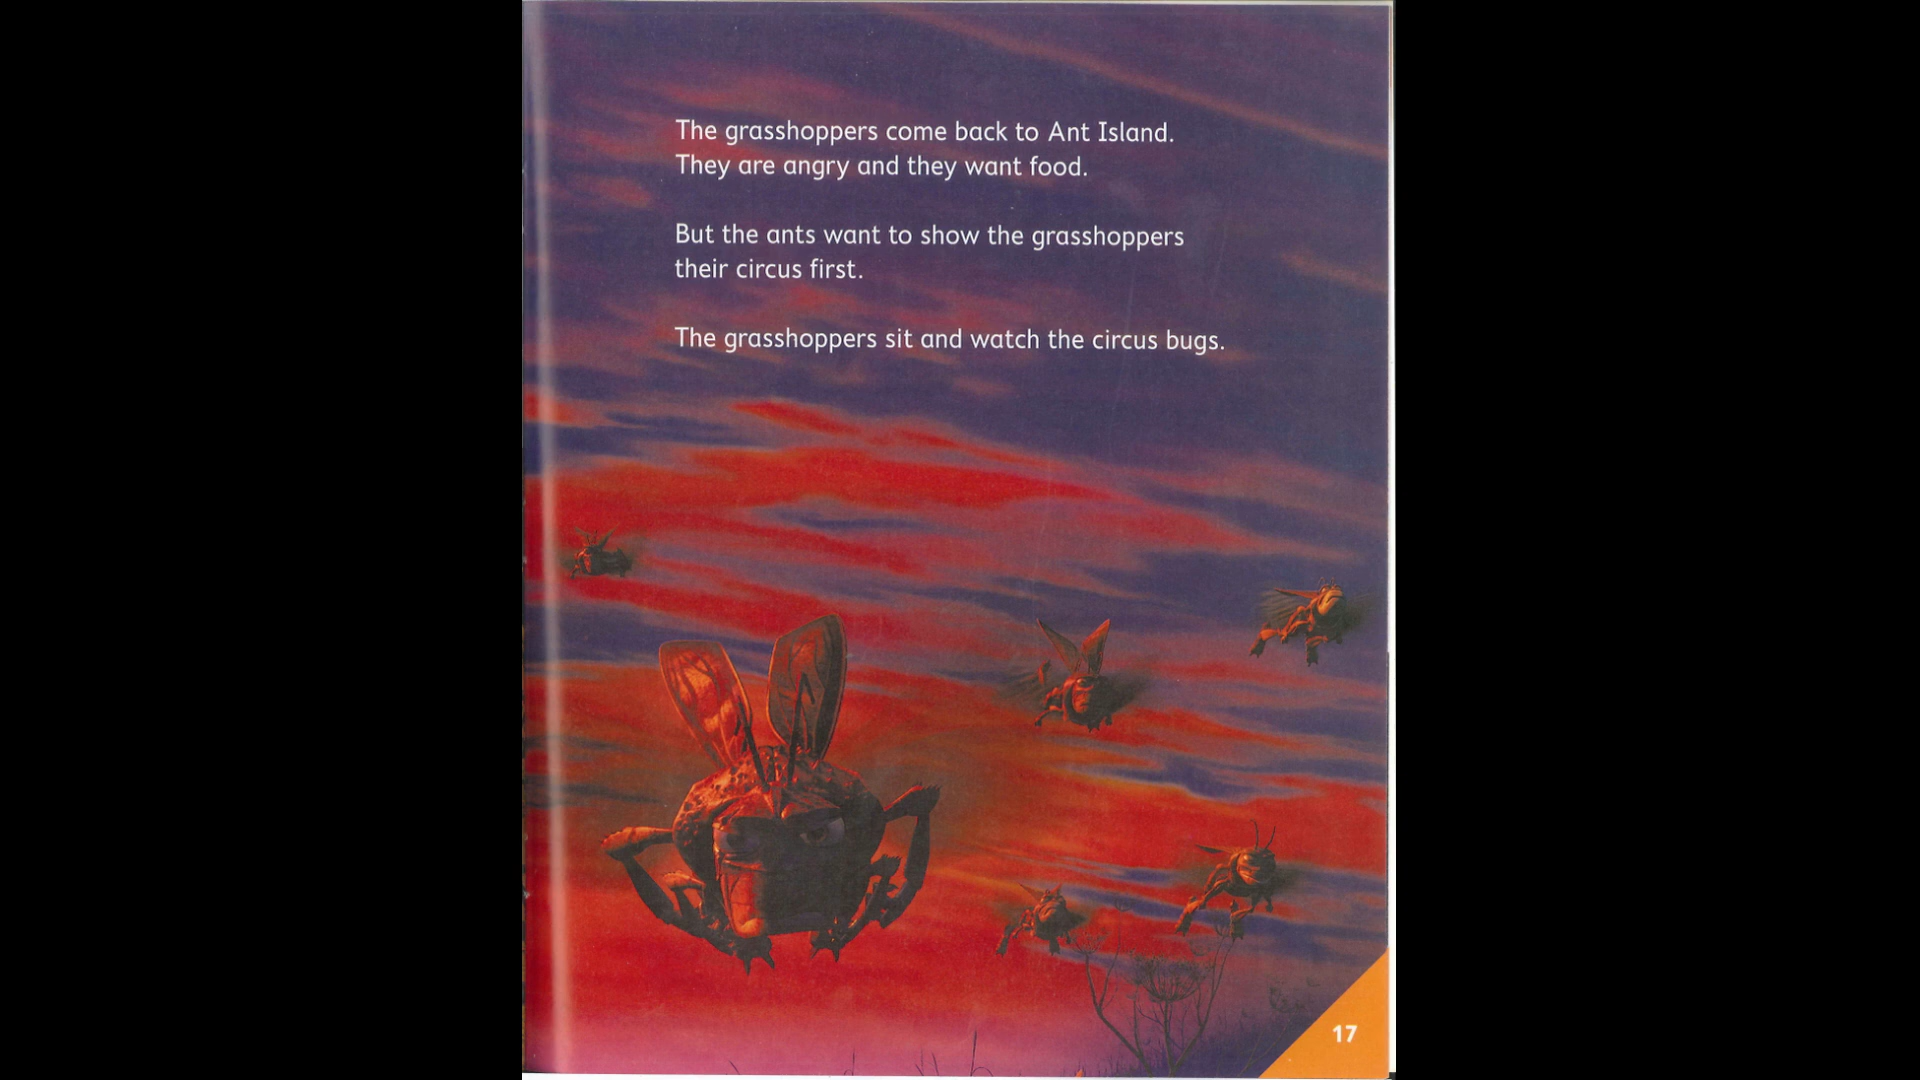 The grasshoppers come back to Ant Island.
They are angry and they want food.
But the ants want to show the grasshoppers
their circus first.
The grasshoppers sit and watch the circus bugs.
17